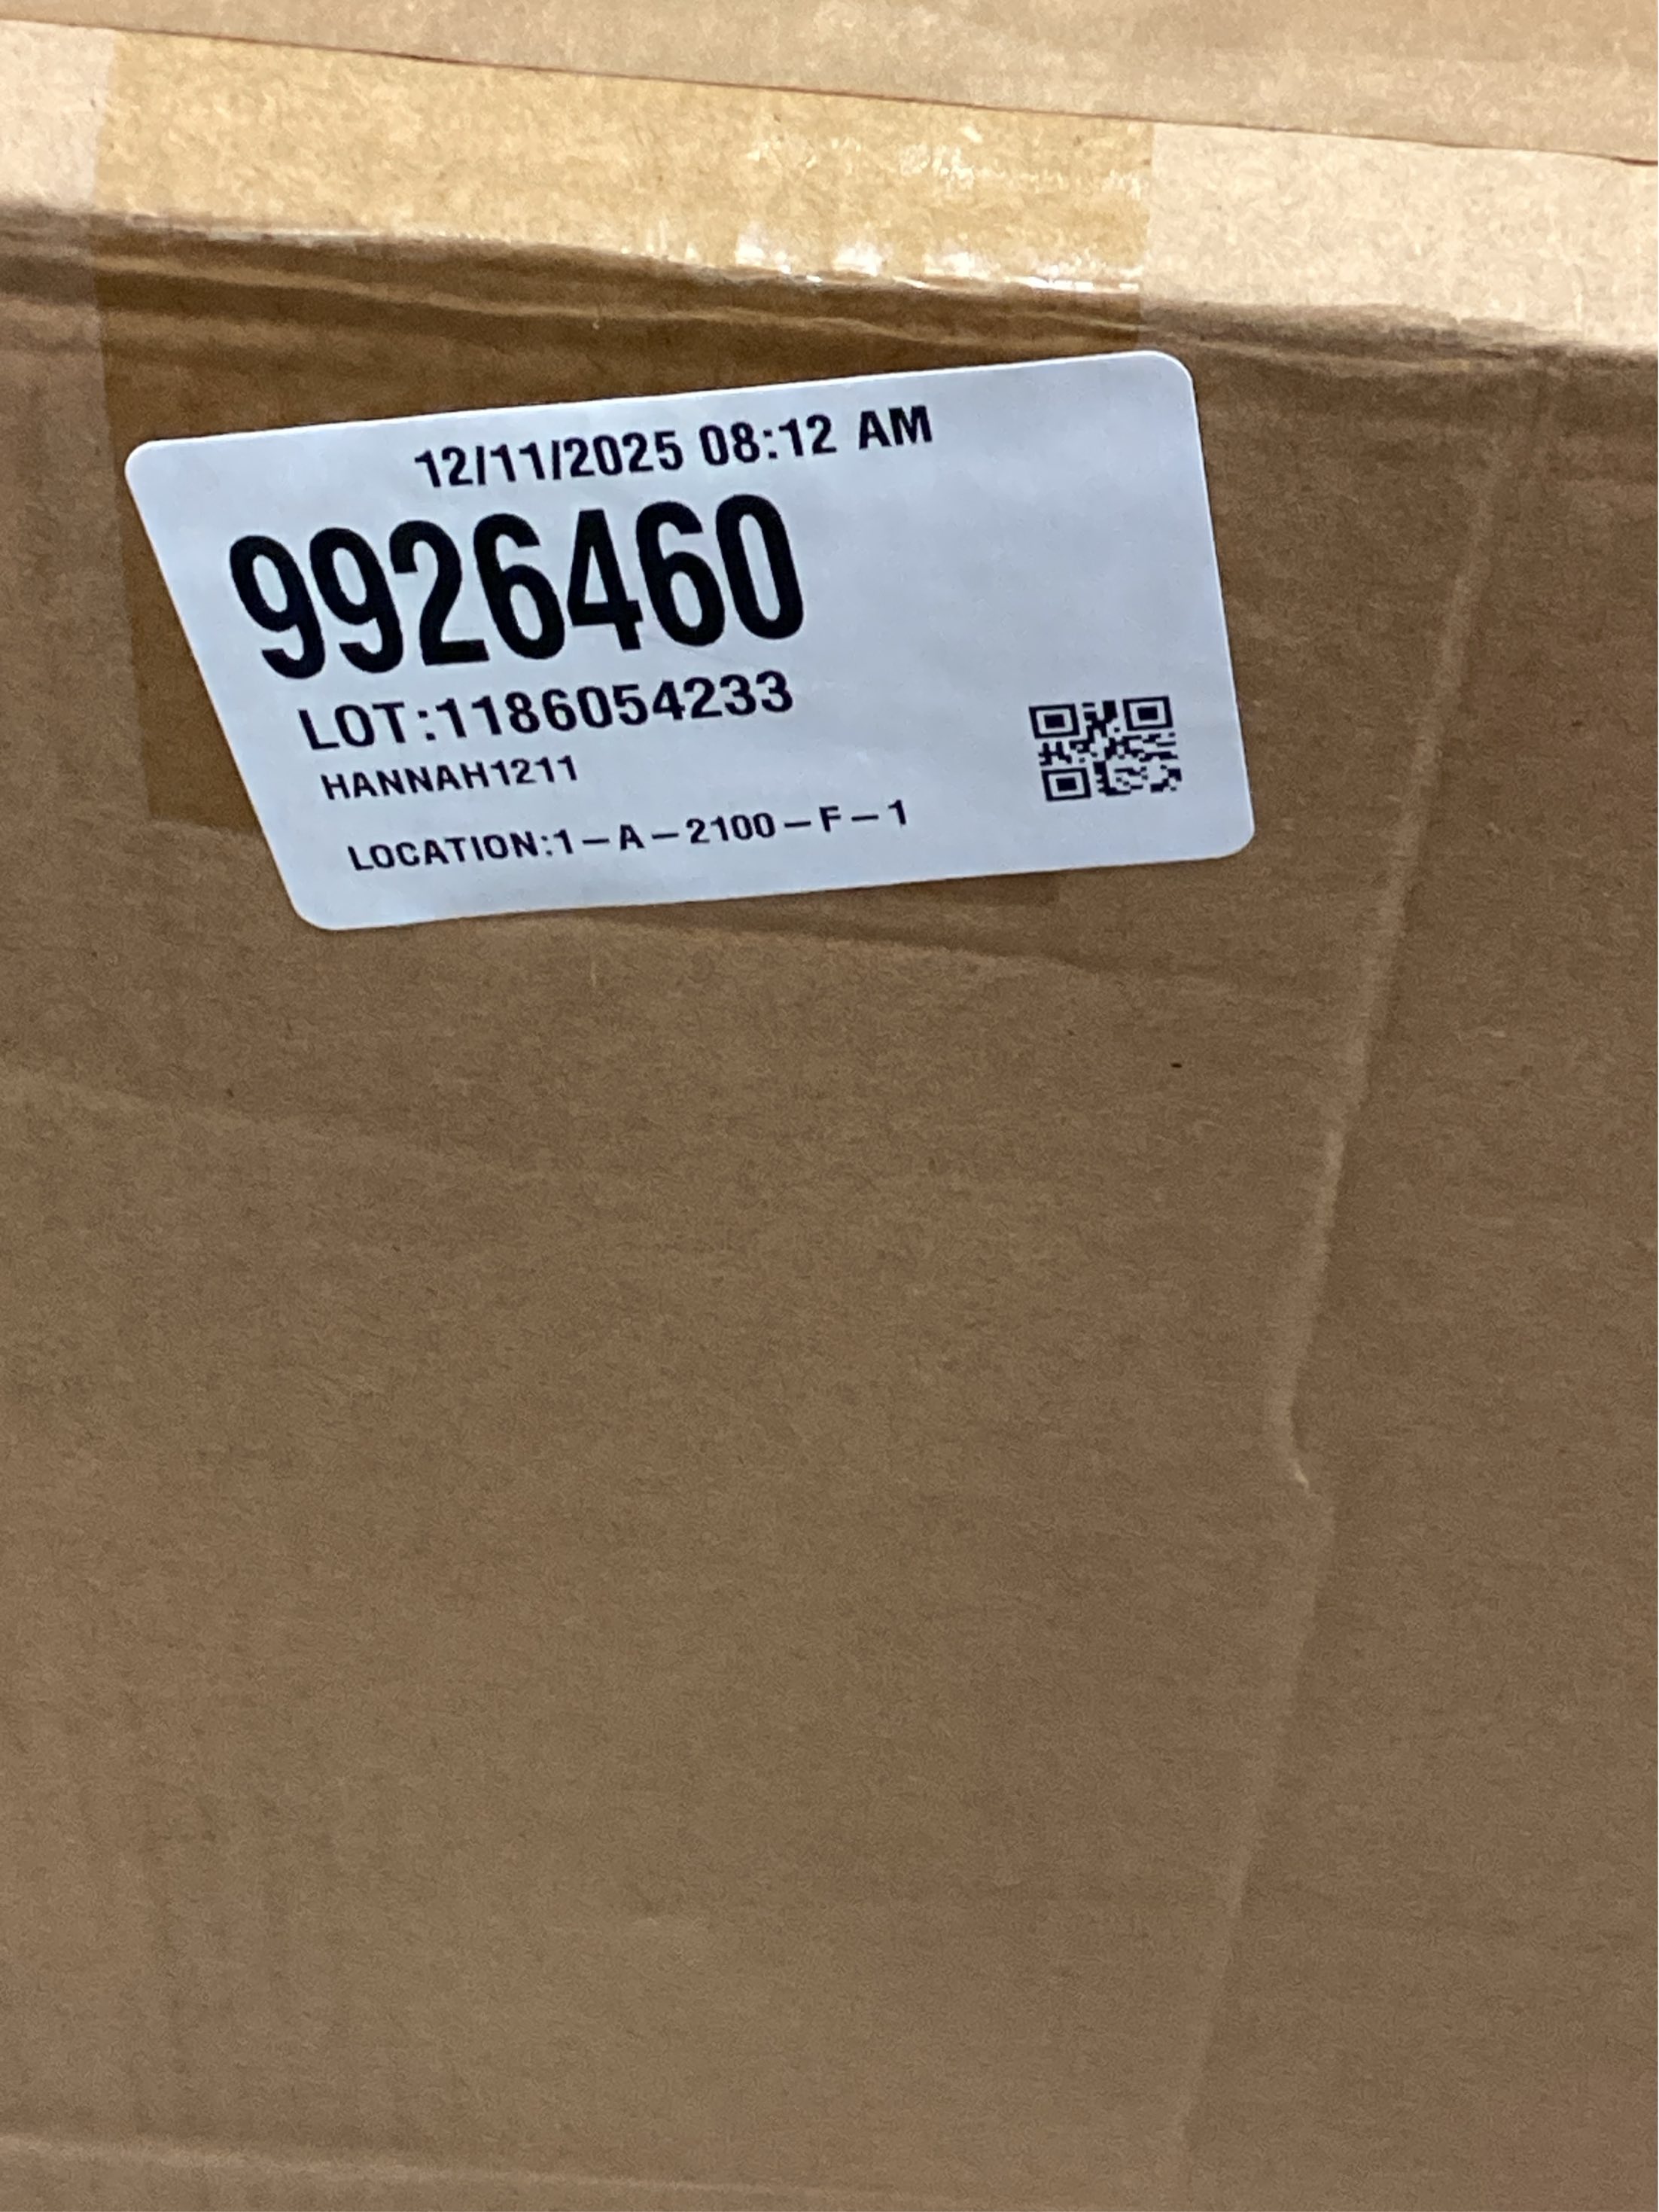 12/11/2025 08:12 AM
9926460
LOT:1186054233
HANNAH1211
LOCATION:1-A-2100-F-1